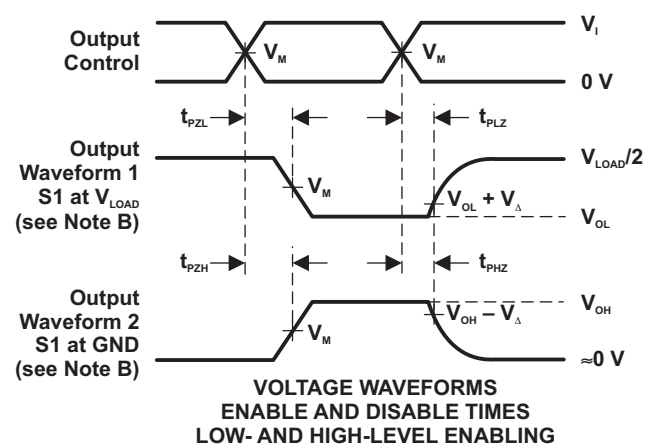 Output
Control
V_M
V_M
V_I
0 V
t_PZL
t_PLZ
Output
Waveform 1
S1 at V_LOAD
(see Note B)
V_M
V_OL + V_Δ
V_LOAD/2
V_OL
t_PZH
t_PHZ
Output
Waveform 2
S1 at GND
(see Note B)
V_M
V_OH – V_Δ
V_OH
≈0 V
VOLTAGE WAVEFORMS
ENABLE AND DISABLE TIMES
LOW- AND HIGH-LEVEL ENABLING